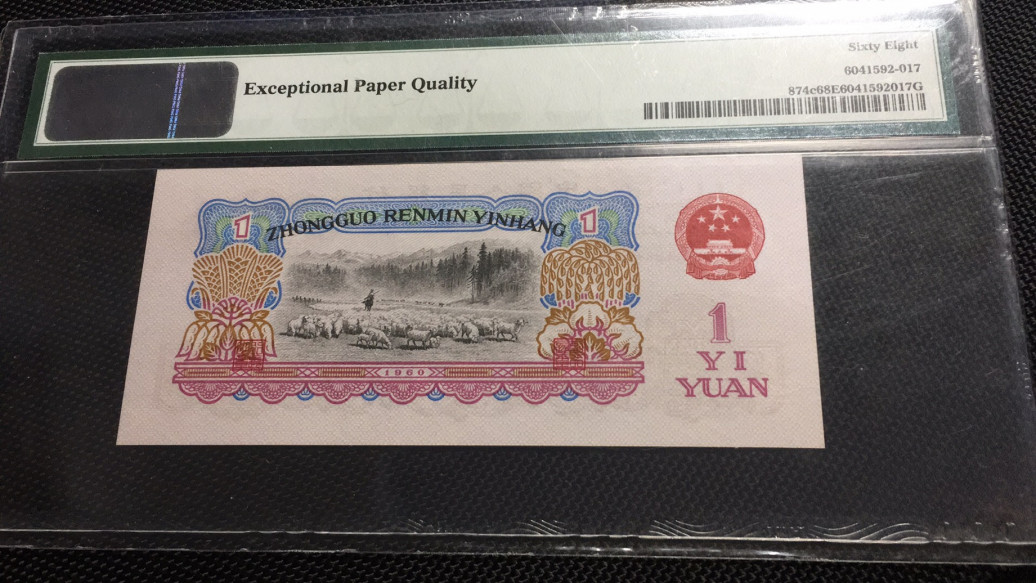 Sixty Eight
Exceptional Paper Quality
6041592-017
874c68E6041592017G
1
1
ZHONGGUO RENMIN YINHANG
1960
1
YI
YUAN